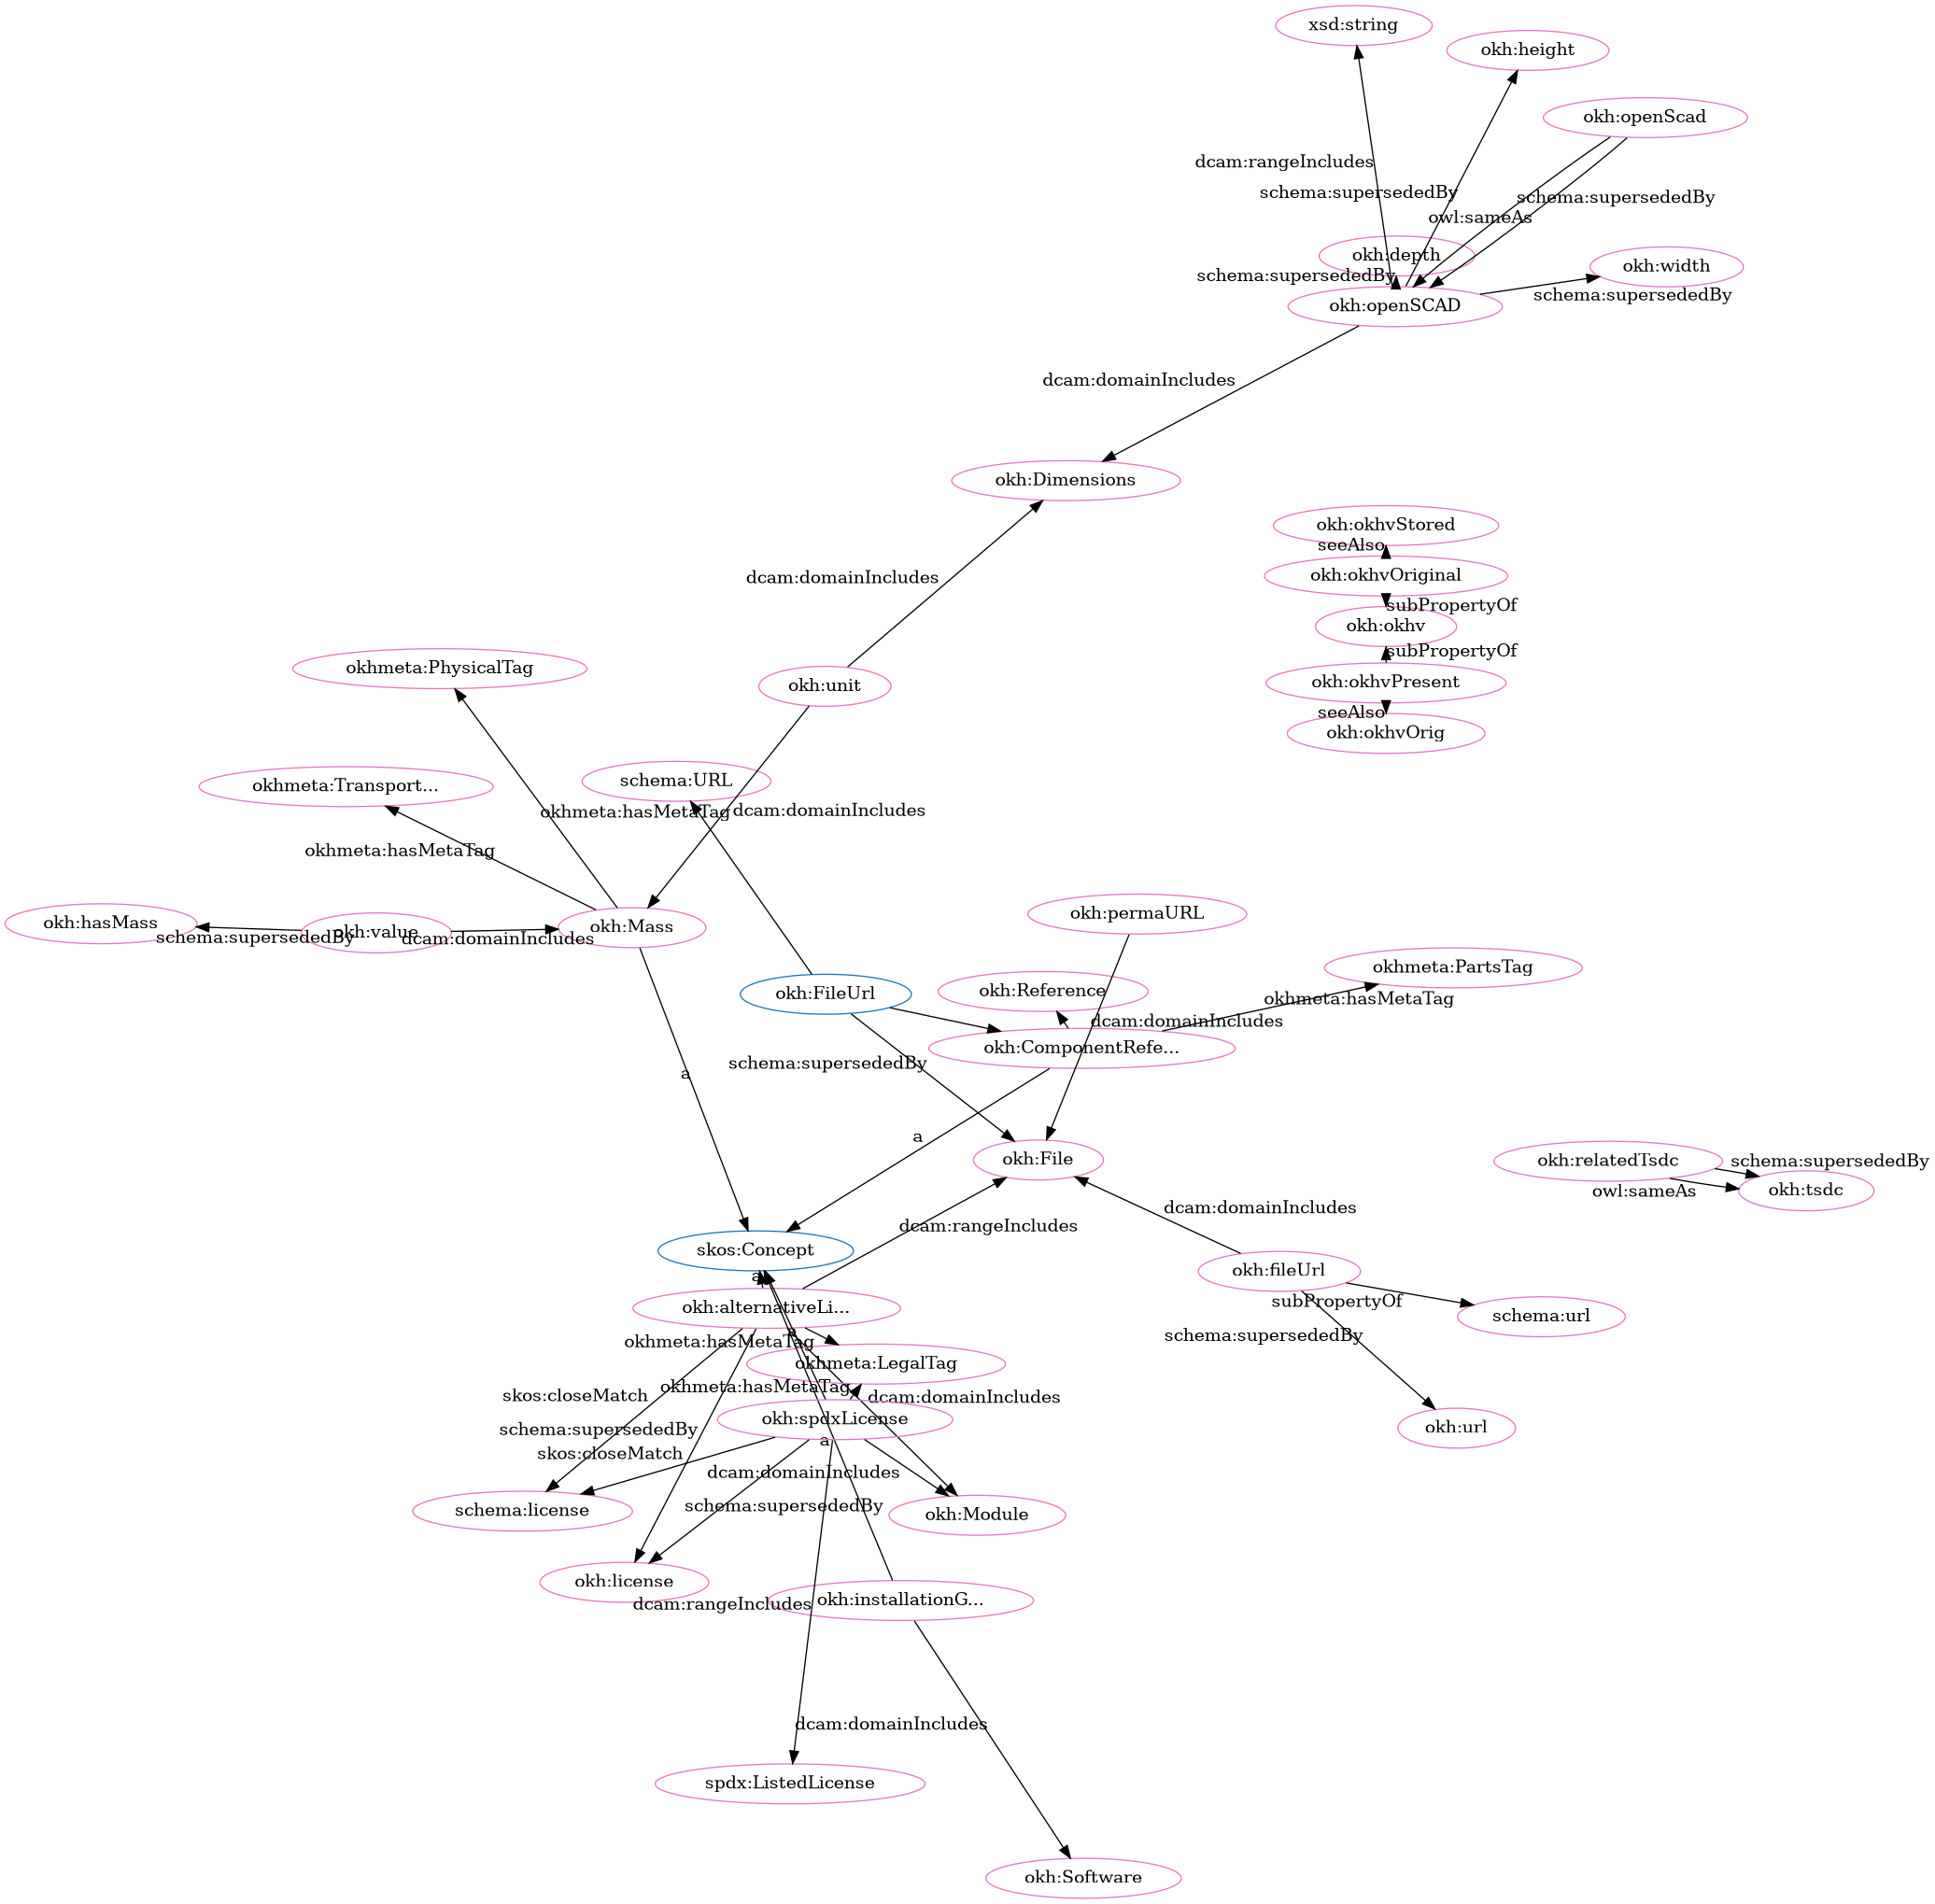 xsd:string
okh:height
okh:openScad
dcam:rangeIncludes
schema:supersededBy
schema:supersededBy
owl:sameAs
okh:depth
okh:width
schema:supersededBy
schema:supersededBy
okh:openSCAD
dcam:domainIncludes
okh:Dimensions
okh:okhvStored
seeAlso
okh:okhvOriginal
dcam:domainIncludes
subPropertyOf
okh:okhv
subPropertyOf
okhmeta:PhysicalTag
okh:unit
okh:okhvPresent
seeAlso
okh:okhvOrig
schema:URL
okhmeta:Transport...
okhmeta:hasMetaTag
dcam:domainIncludes
okhmeta:hasMetaTag
okh:permaURL
okh:hasMass
okh:value
okh:Mass
schema:supersededBy
dcam:domainIncludes
okhmeta:PartsTag
okh:Reference
okh:FileUrl
okhmeta:hasMetaTag
dcam:domainIncludes
okh:ComponentRefe...
schema:supersededBy
a
a
okh:File
okh:relatedTsdc
schema:supersededBy
owl:sameAs
okh:tsdc
dcam:domainIncludes
dcam:rangeIncludes
skos:Concept
okh:fileUrl
a
subPropertyOf
okh:alternativeLi...
schema:url
a
schema:supersededBy
okhmeta:hasMetaTag
okhmeta:LegalTag
okhmeta:hasMetaTag
skos:closeMatch
dcam:domainIncludes
okh:spdxLicense
okh:url
schema:supersededBy
a
skos:closeMatch
dcam:domainIncludes
schema:supersededBy
schema:license
okh:Module
okh:license
okh:installationG...
dcam:rangeIncludes
dcam:domainIncludes
spdx:ListedLicense
okh:Software